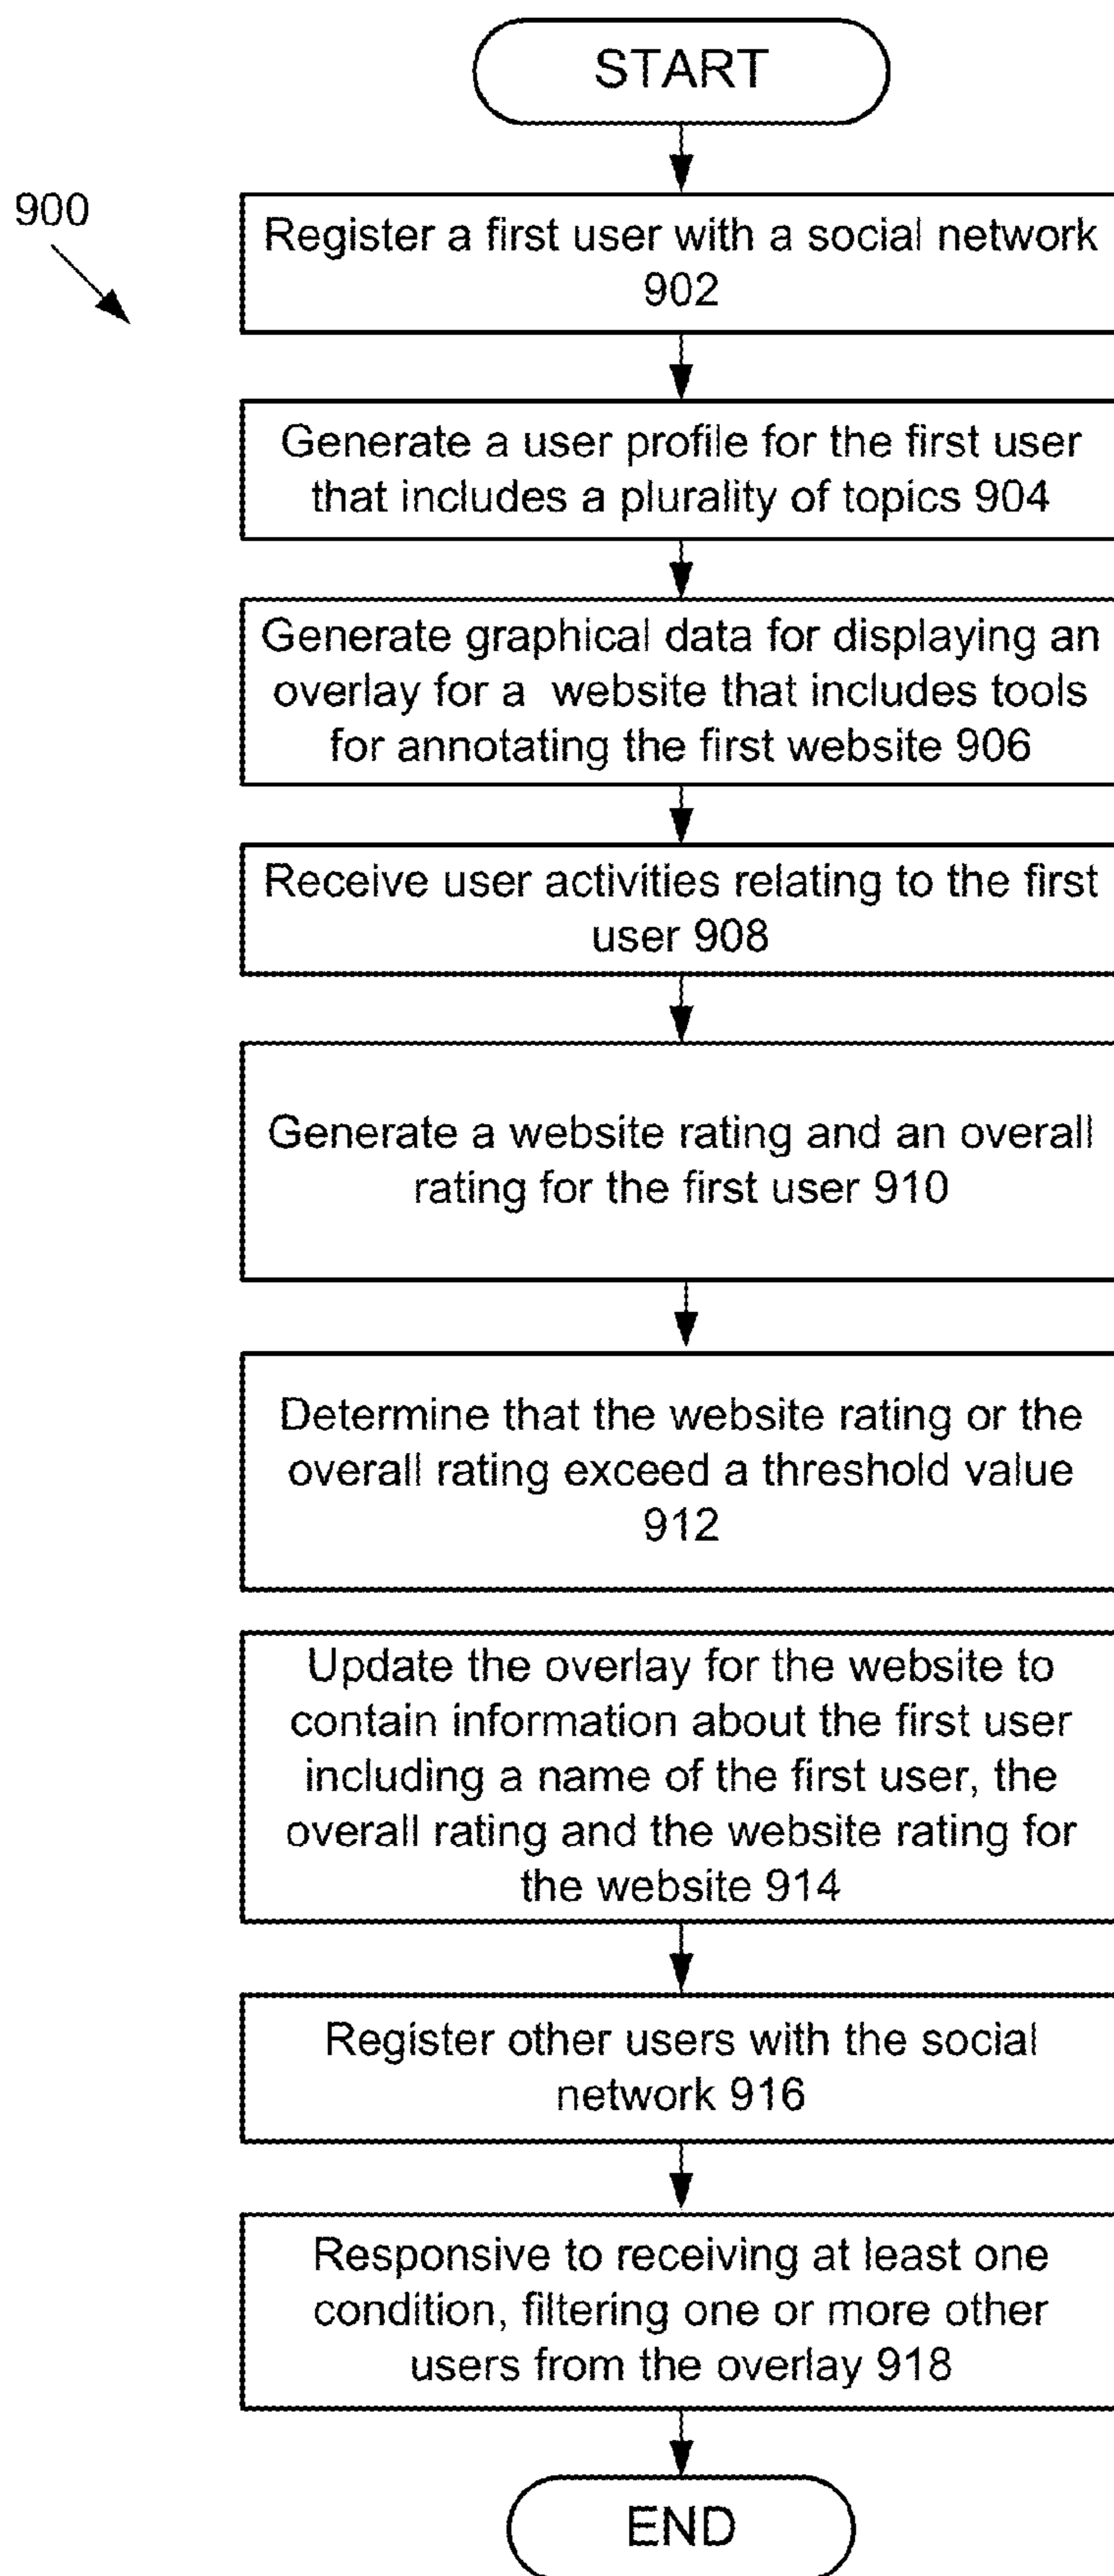 START
900
Register a first user with a social network
902
Generate a user profile for the first user
that includes a plurality of topics 904
Generate graphical data for displaying an
overlay for a website that includes tools
for annotating the first website 906
Receive user activities relating to the first
user 908
Generate a website rating and an overall
rating for the first user 910
Determine that the website rating or the
overall rating exceed a threshold value
912
Update the overlay for the website to
contain information about the first user
including a name of the first user, the
overall rating and the website rating for
the website 914
Register other users with the social
network 916
Responsive to receiving at least one
condition, filtering one or more other
users from the overlay 918
END